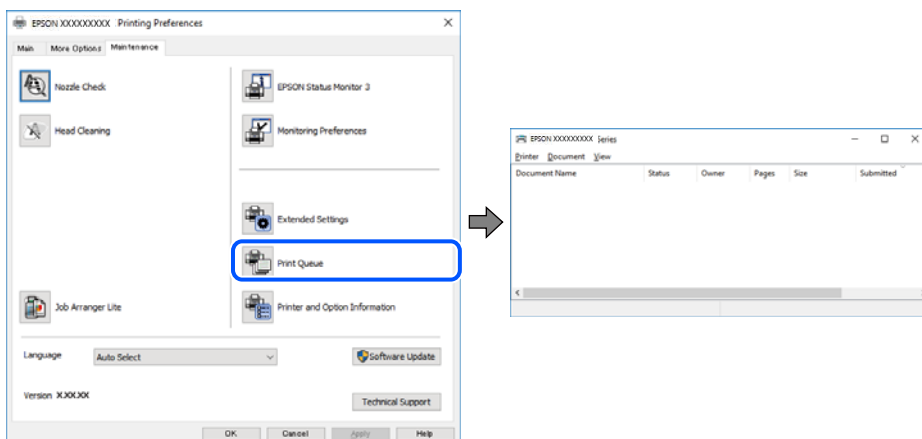 EPSON XXXXXXXXX Printing Preferences
Main More Options Maintenance
Nozzle Check
EPSON Status Monitor 3
Head Cleaning
Monitoring Preferences
Extended Settings
Print Queue
Job Arranger Lite
Printer and Option Information
Language Auto Select
Software Update
Version X.XX.XX
Technical Support
OK Cancel Apply Help
EPSON XXXXXXXXX Series
Printer Document View
Document Name Status Owner Pages Size Submitted